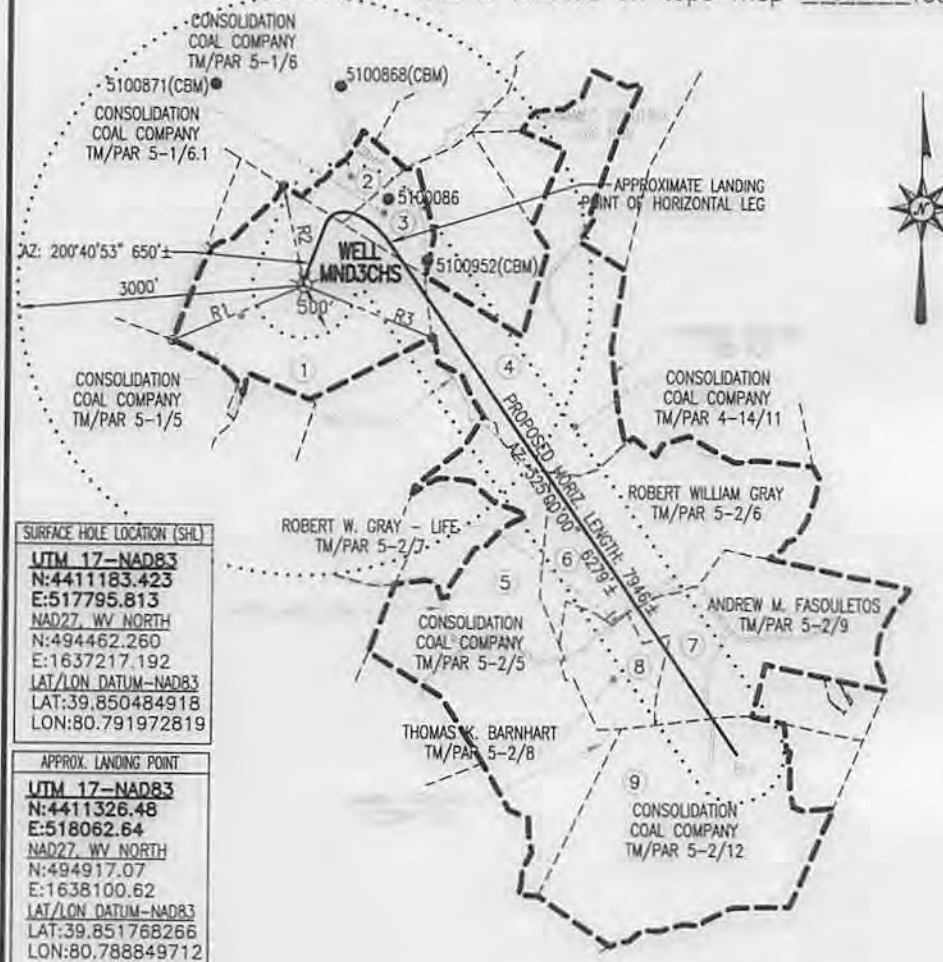 CONSOLIDATION
COAL COMPANY
TM/PAR 5-1/6
5100871(CBM)
5100868(CBM)
CONSOLIDATION
COAL COMPANY
TM/PAR 5-1/6.1
2
5100086
3
APPROXIMATE LANDING
POINT OF HORIZONTAL LEG
N
R2
AZ: 200°40'53" 650'±
WELL
MND3CHS
5100952(CBM)
3000'
500'
R1
R3
1
4
CONSOLIDATION
COAL COMPANY
TM/PAR 5-1/5
CONSOLIDATION
COAL COMPANY
TM/PAR 4-14/11
PROPOSED HORIZ. LENGTH: 7946'±
AZ: 325°00'00" 6279'±
ROBERT WILLIAM GRAY
TM/PAR 5-2/6
ROBERT W. GRAY - LIFE
TM/PAR 5-2/7
5
6
CONSOLIDATION
COAL COMPANY
TM/PAR 5-2/5
ANDREW M. FASOULETOS
TM/PAR 5-2/9
7
8
THOMAS K. BARNHART
TM/PAR 5-2/8
9
CONSOLIDATION
COAL COMPANY
TM/PAR 5-2/12
SURFACE HOLE LOCATION (SHL)
UTM 17-NAD83
N:4411183.423
E:517795.813
NAD27, WV NORTH
N:494462.260
E:1637217.192
LAT/LON DATUM-NAD83
LAT:39.850484918
LON:80.791972819
APPROX. LANDING POINT
UTM 17-NAD83
N:4411326.48
E:518062.64
NAD27, WV NORTH
N:494917.07
E:1638100.62
LAT/LON DATUM-NAD83
LAT:39.851768266
LON:80.788849712